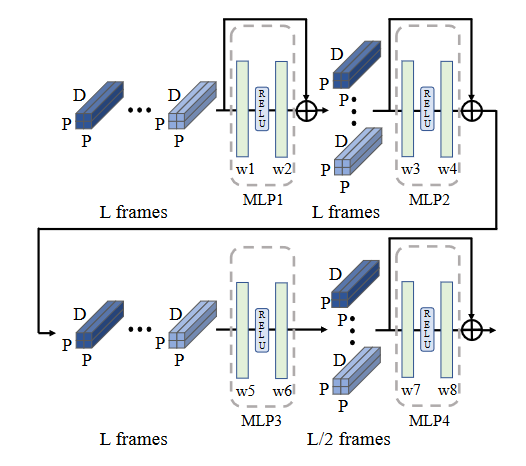 D
D
D
P
P
P
P
P
D
P
P
RELU
w1
w2
MLP1
RELU
w3
w4
MLP2
L frames
L frames
D
D
D
P
P
P
P
P
D
P
P
RELU
w5
w6
MLP3
RELU
w7
w8
MLP4
L frames
L/2 frames